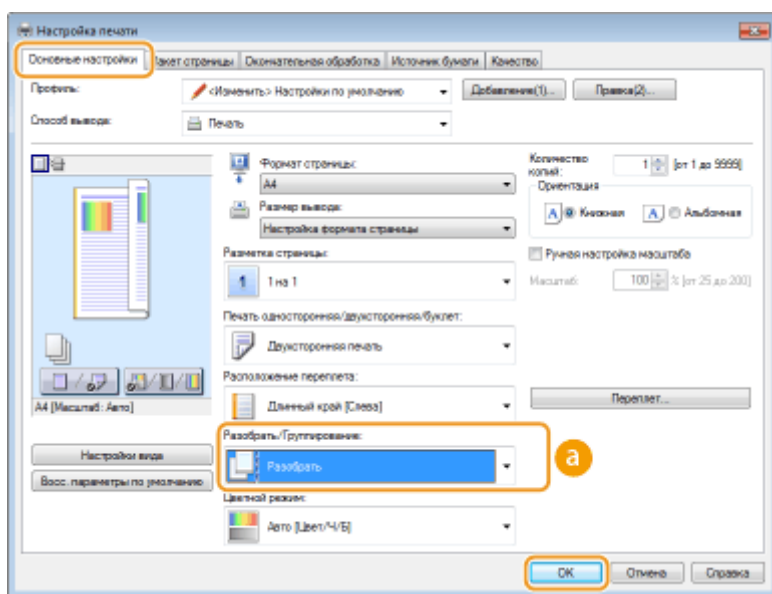 Настройка печати
Основные настройки Макет страницы Окончательная обработка Источник бумаги Качество
Профиль: <Изменить> Настройки по умолчанию Добавление(1)... Правка(2)...
Способ вывода: Печать
Формат страницы:
A4
Размер вывода:
Настройка формата страницы
Количество копий: 1 [от 1 до 9999]
Ориентация
A Книжная A Альбомная
Разметка страницы:
1 1 на 1
Ручная настройка масштаба
Масштаб: 100 % [от 25 до 200]
Печать односторонняя/двухсторонняя/буклет:
Двухсторонняя печать
Расположение переплета:
Длинный край [Слева]
Переплет...
A4 [Масштаб: Авто]
Разобрать/Группирование:
Разобрать
a
Настройки вида
Восс. параметры по умолчанию
Цветной режим:
Авто [Цвет/Ч/Б]
OK Отмена Справка